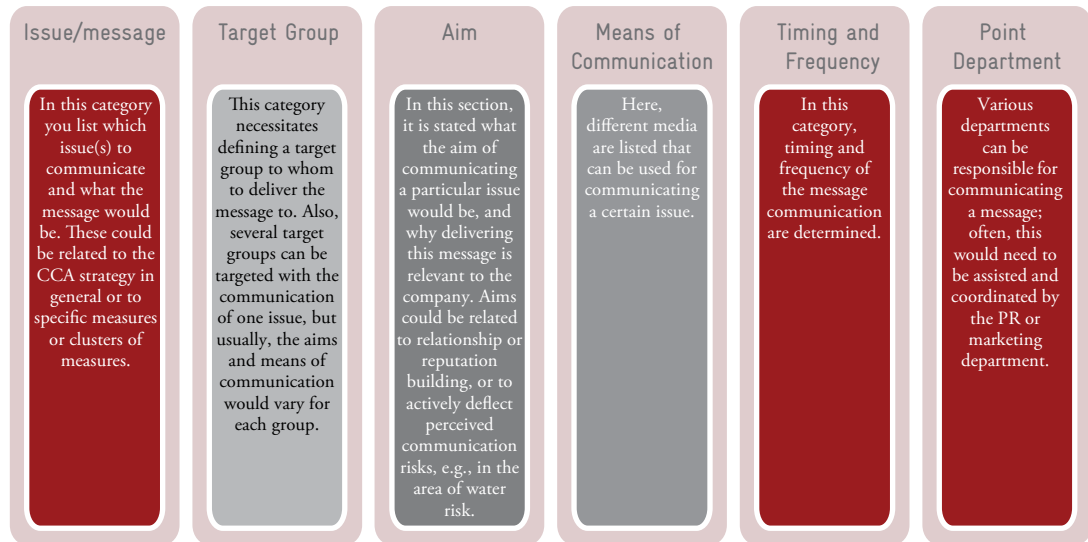 Issue/message
In this category
you list which
issue(s) to
communicate
and what the
message would
be. These could
be related to the
CCA strategy in
general or to
specific measures
or clusters of
measures.
Target Group
This category
necessitates
defining a target
group to whom
to deliver the
message to. Also,
several target
groups can be
targeted with the
communication
of one issue, but
usually, the aims
and means of
communication
would vary for
each group.
Aim
In this section,
it is stated what
the aim of
communicating
a particular issue
would be, and
why delivering
this message is
relevant to the
company. Aims
could be related
to relationship or
reputation
building, or to
actively deflect
perceived
communication
risks, e.g., in the
area of water
risk.
Means of
Communication
Here,
different media
are listed that
can be used for
communicating
a certain issue.
Timing and
Frequency
In this
category,
timing and
frequency of
the message
communication
are determined.
Point
Department
Various
departments
can be
responsible for
communicating
a message;
often, this
would need to
be assisted and
coordinated by
the PR or
marketing
department.